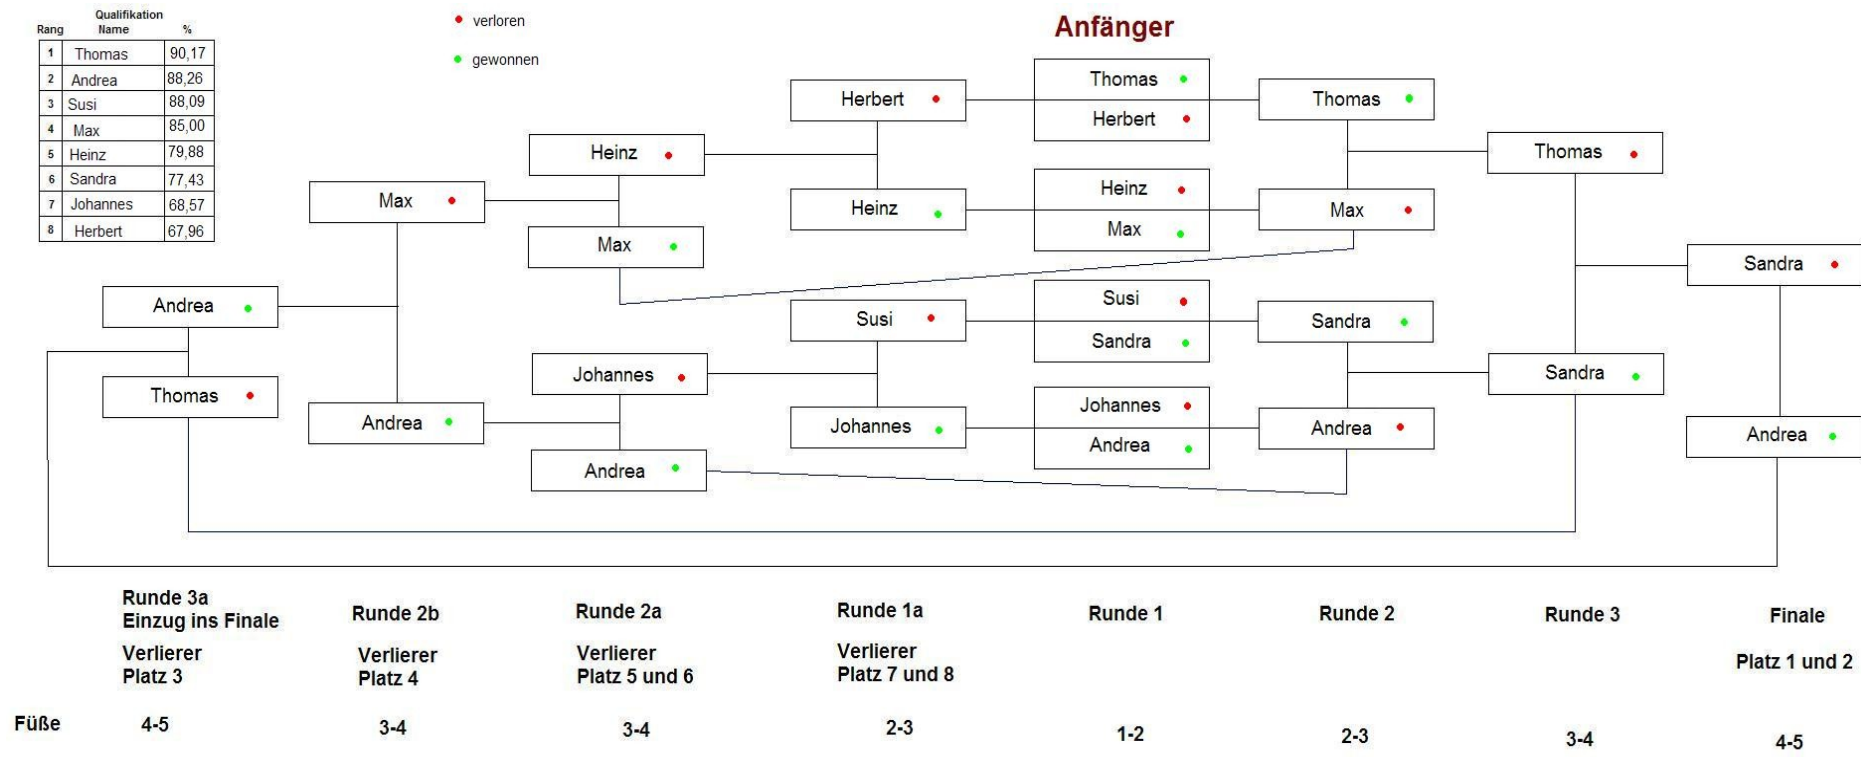 Qualifikation
Rang Name %
1 Thomas 90,17
2 Andrea 88,26
3 Susi 88,09
4 Max 85,00
5 Heinz 79,88
6 Sandra 77,43
7 Johannes 68,57
8 Herbert 67,96
verloren
gewonnen
Anfänger
Andrea
Thomas
Max
Andrea
Heinz
Max
Johannes
Andrea
Herbert
Heinz
Susi
Johannes
Thomas
Herbert
Heinz
Max
Susi
Sandra
Johannes
Andrea
Thomas
Max
Sandra
Andrea
Thomas
Sandra
Sandra
Andrea
Runde 3a
Einzug ins Finale
Verlierer
Platz 3
Runde 2b
Verlierer
Platz 4
Runde 2a
Verlierer
Platz 5 und 6
Runde 1a
Verlierer
Platz 7 und 8
Runde 1
Runde 2
Runde 3
Finale
Platz 1 und 2
Füße 4-5 3-4 3-4 2-3 1-2 2-3 3-4 4-5